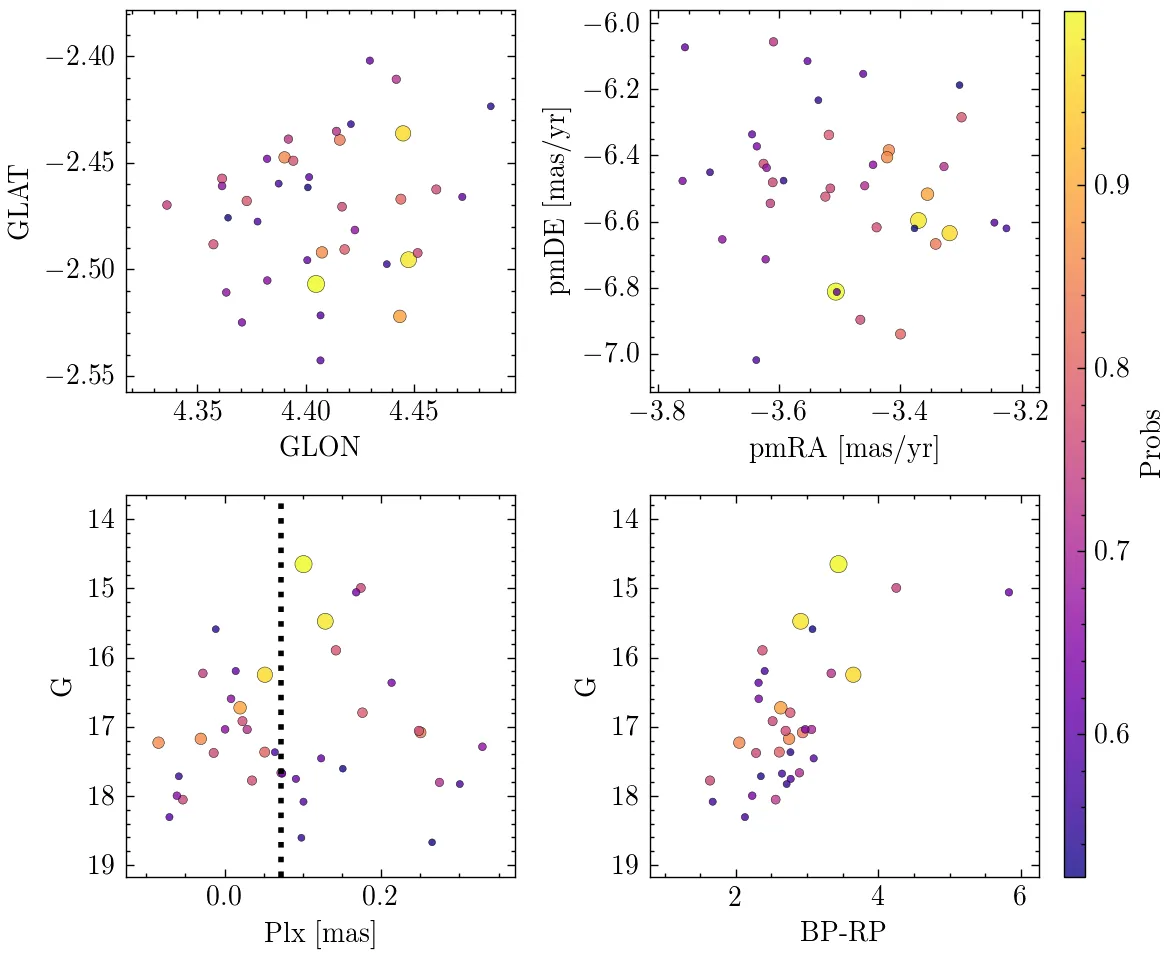 −2.40
−2.45
−2.50
−2.55
GLAT
4.35 4.40 4.45
GLON
−6.0
−6.2
−6.4
−6.6
−6.8
−7.0
pmDE [mas/yr]
−3.8 −3.6 −3.4 −3.2
pmRA [mas/yr]
14
15
16
17
18
19
G
0.0 0.2
Plx [mas]
14
15
16
17
18
19
G
2 4 6
BP-RP
0.9
0.8
0.7
0.6
Probs